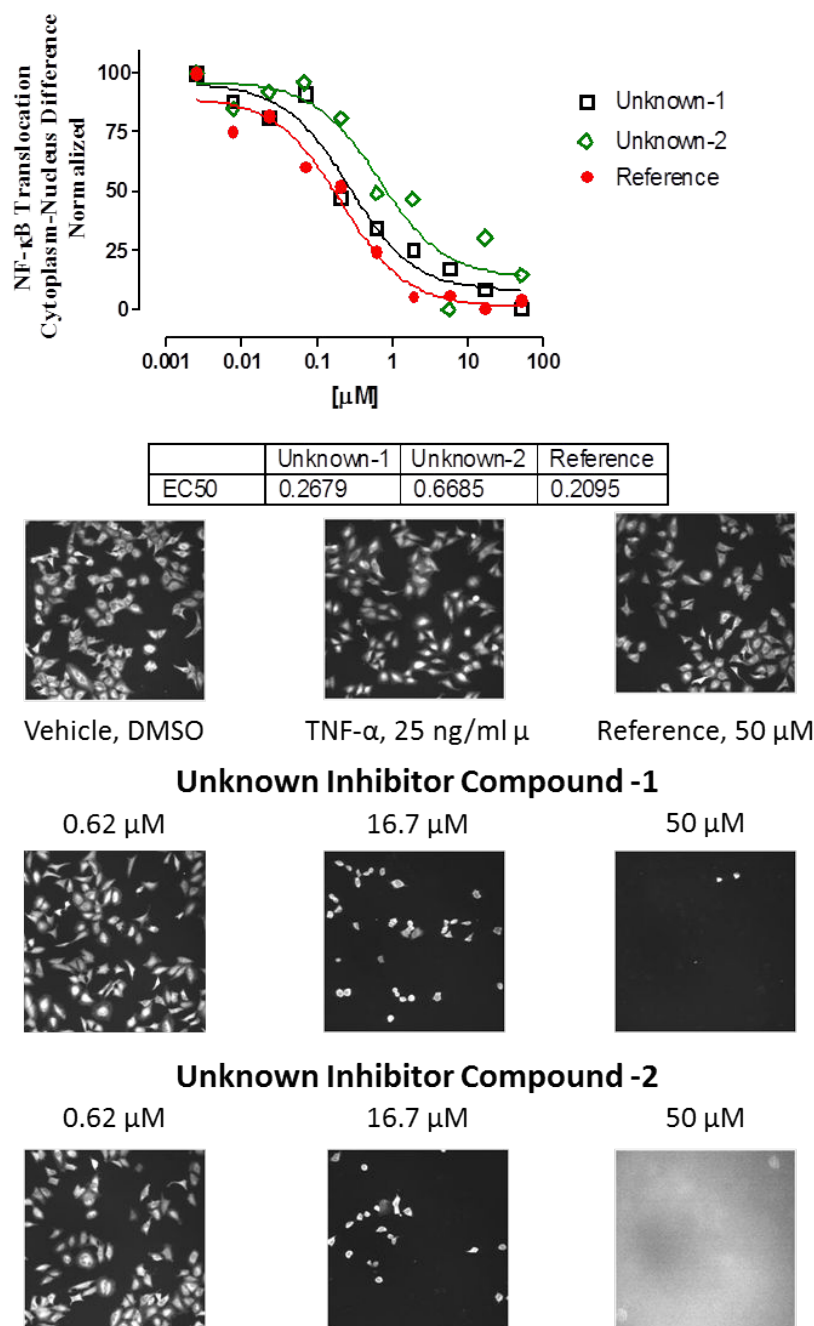 NF-κB Translocation
Cytoplasm-Nucleus Difference
Normalized
100
75
50
25
0
0.001 0.01 0.1 1 10 100
[µM]
Unknown-1
Unknown-2
Reference
Unknown-1 Unknown-2 Reference
EC50 0.2679 0.6685 0.2095
Vehicle, DMSO TNF-α, 25 ng/ml µ Reference, 50 µM
Unknown Inhibitor Compound -1
0.62 µM 16.7 µM 50 µM
Unknown Inhibitor Compound -2
0.62 µM 16.7 µM 50 µM